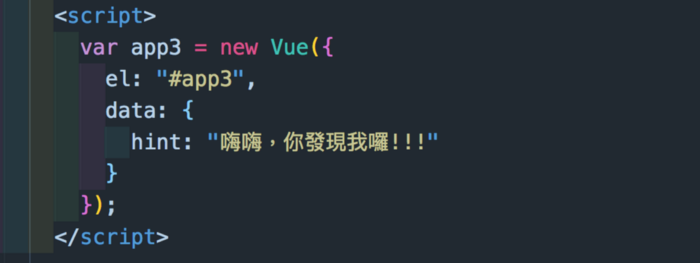 <script>
var app3 = new Vue({
el: "#app3",
data: {
hint: "嗨嗨，你發現我囉!!!"
}
});
</script>